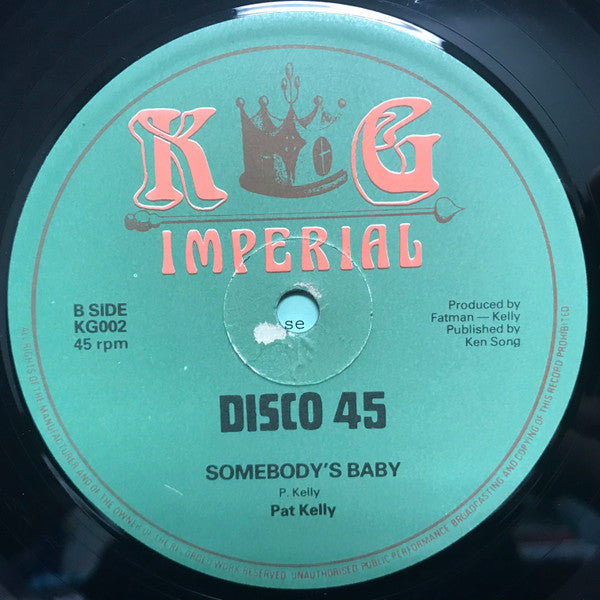 K G
IMPERIAL
B SIDE
KG002
45 rpm
Produced by
Fatman — Kelly
Published by
Ken Song
se
DISCO 45
SOMEBODY'S BABY
P. Kelly
Pat Kelly
ALL RIGHTS OF THE MANUFACTURER AND OF THE OWNER OF THE RECORDED WORK RESERVED. UNAUTHORISED PUBLIC PERFORMANCE BROADCASTING AND COPYING OF THIS RECORD PROHIBITED